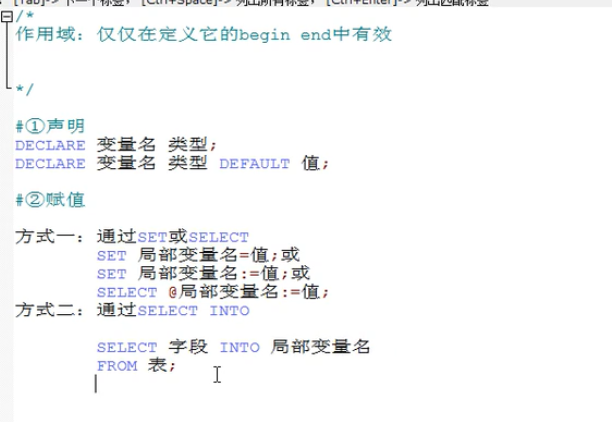 [Tab]-> 下一个标签, [Ctrl+Space]-> 列出所有标签, [Ctrl+Enter]-> 列出匹配标签
/*
作用域：仅仅在定义它的begin end中有效
*/
#①声明
DECLARE 变量名 类型;
DECLARE 变量名 类型 DEFAULT 值;
#②赋值
方式一：通过SET或SELECT
SET 局部变量名=值;或
SET 局部变量名:=值;或
SELECT @局部变量名:=值;
方式二：通过SELECT INTO
SELECT 字段 INTO 局部变量名
FROM 表;